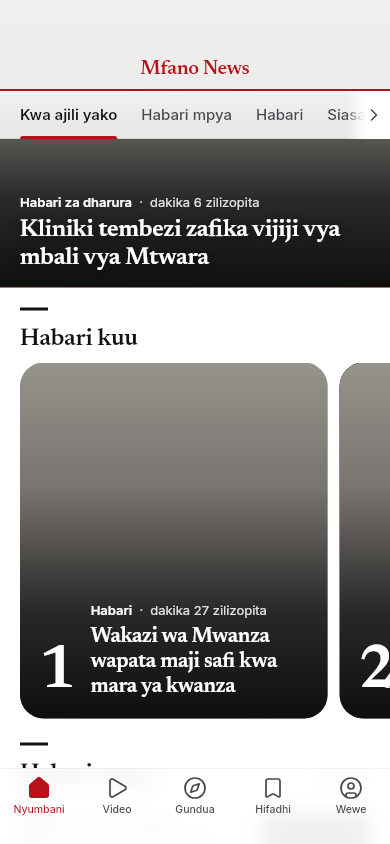 Mfano News
Kwa ajili yako
Habari mpya
Habari
Siasa
Habari za dharura · dakika 6 zilizopita
Kliniki tembezi zafika vijiji vya
mbali vya Mtwara
Habari kuu
Habari · dakika 27 zilizopita
1
Wakazi wa Mwanza
wapata maji safi kwa
mara ya kwanza
2
Nyumbani
Video
Gundua
Hifadhi
Wewe